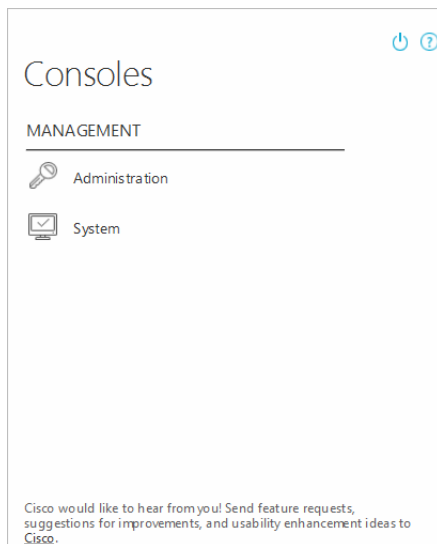 Consoles
MANAGEMENT
Administration
System
Cisco would like to hear from you! Send feature requests,
suggestions for improvements, and usability enhancement ideas to
Cisco.